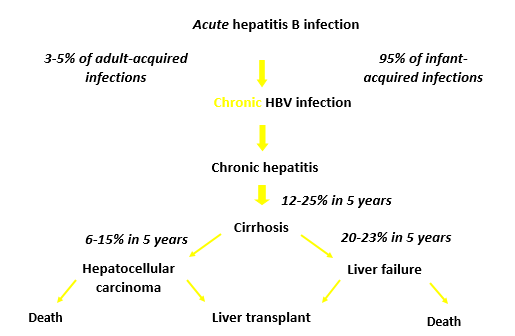 Acute hepatitis B infection
3-5% of adult-acquired
infections
95% of infant-
acquired infections
Chronic HBV infection
Chronic hepatitis
12-25% in 5 years
Cirrhosis
6-15% in 5 years
20-23% in 5 years
Hepatocellular
carcinoma
Liver failure
Death
Liver transplant
Death